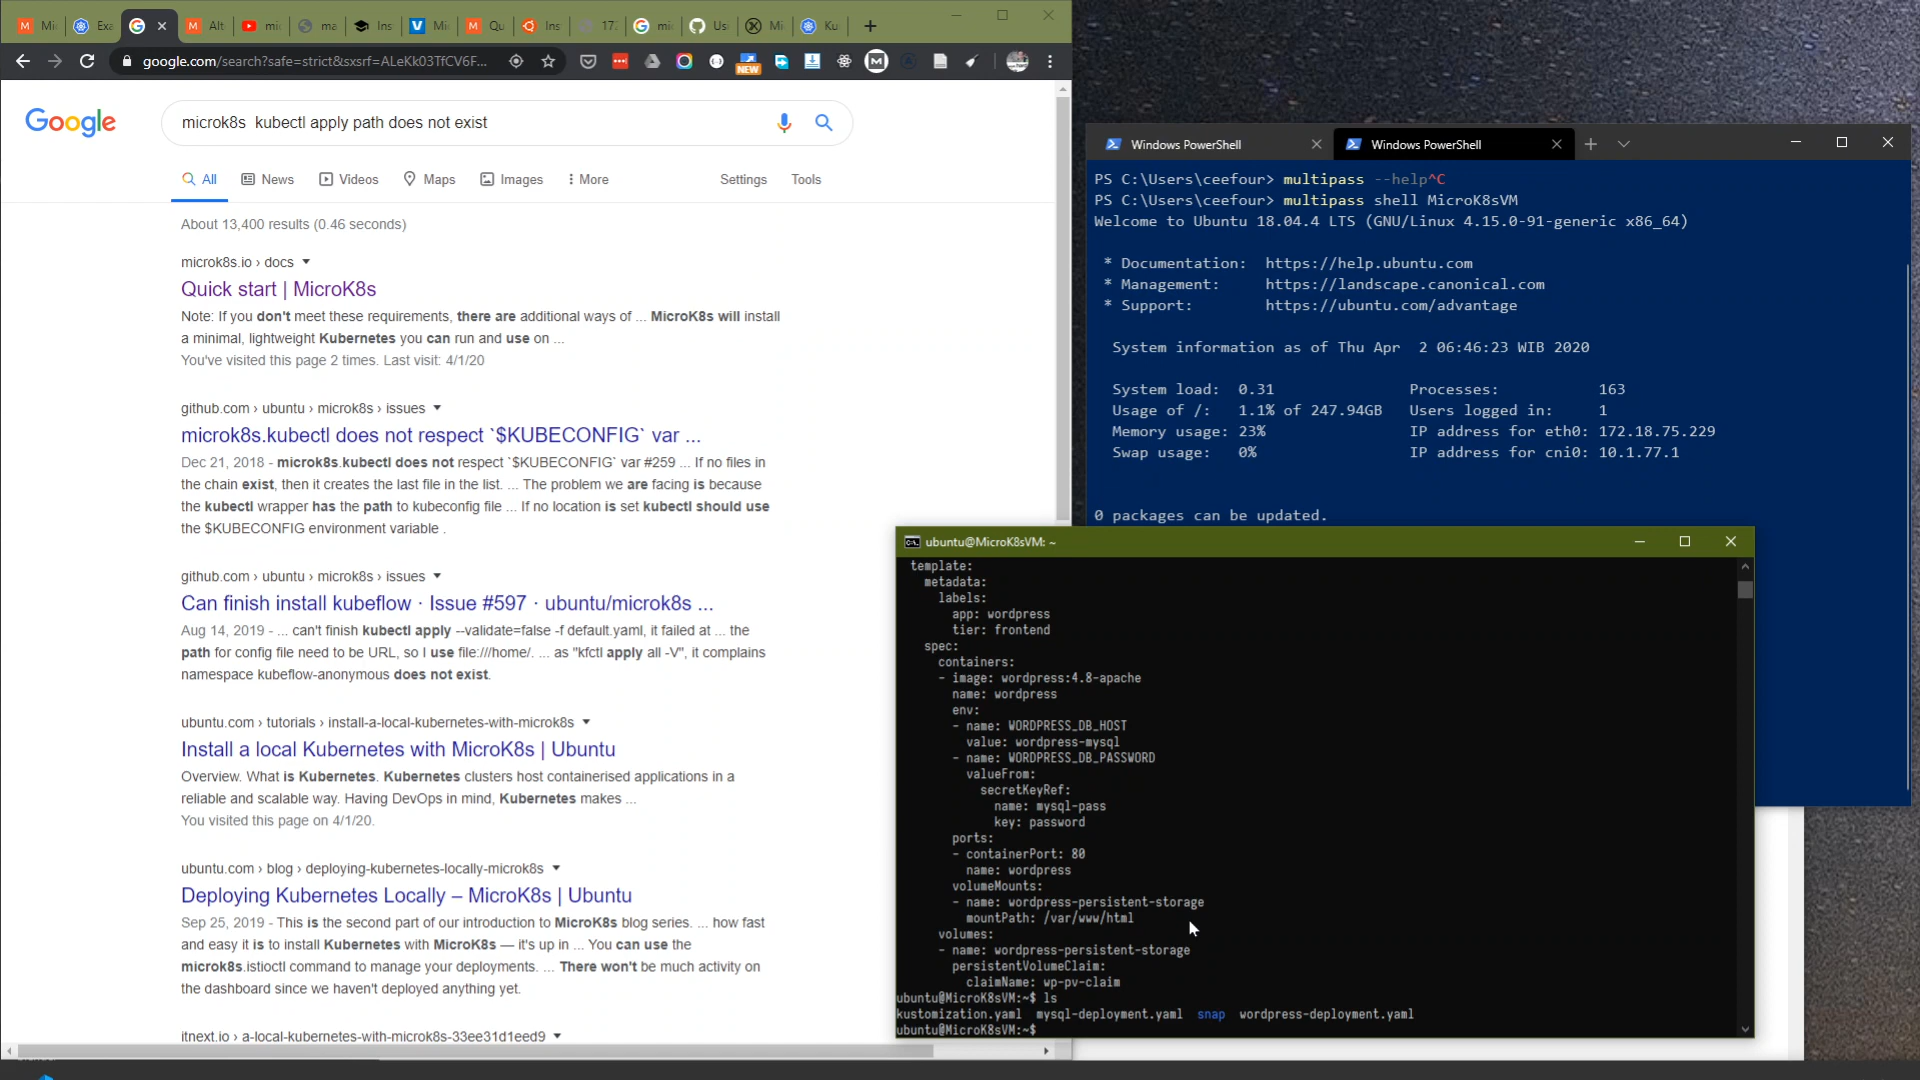 Mi
Exa
Alt
mic
ma
Ins
Mi
Qu
Ins
172
mic
Us
Mi
Ku
google.com/search?safe=strict&sxsrf=ALeKk03TfCV6F...
NEW
Google
microk8s kubectl apply path does not exist
All News Videos Maps Images More Settings Tools
About 13,400 results (0.46 seconds)
microk8s.io › docs
Quick start | MicroK8s
Note: If you don't meet these requirements, there are additional ways of ... MicroK8s will install
a minimal, lightweight Kubernetes you can run and use on ...
You've visited this page 2 times. Last visit: 4/1/20
github.com › ubuntu › microk8s › issues
microk8s.kubectl does not respect `$KUBECONFIG` var ...
Dec 21, 2018 - microk8s.kubectl does not respect `$KUBECONFIG` var #259 ... If no files in
the chain exist, then it creates the last file in the list. ... The problem we are facing is because
the kubectl wrapper has the path to kubeconfig file ... If no location is set kubectl should use
the $KUBECONFIG environment variable .
github.com › ubuntu › microk8s › issues
Can finish install kubeflow · Issue #597 · ubuntu/microk8s ...
Aug 14, 2019 - ... can't finish kubectl apply --validate=false -f default.yaml, it failed at ... the
path for config file need to be URL, so I use file:///home/. ... as "kfctl apply all -V", it complains
namespace kubeflow-anonymous does not exist.
ubuntu.com › tutorials › install-a-local-kubernetes-with-microk8s
Install a local Kubernetes with MicroK8s | Ubuntu
Overview. What is Kubernetes. Kubernetes clusters host containerised applications in a
reliable and scalable way. Having DevOps in mind, Kubernetes makes ...
You visited this page on 4/1/20.
ubuntu.com › blog › deploying-kubernetes-locally-microk8s
Deploying Kubernetes Locally – MicroK8s | Ubuntu
Sep 25, 2019 - This is the second part of our introduction to MicroK8s blog series. ... how fast
and easy it is to install Kubernetes with MicroK8s — it's up in ... You can use the
microk8s.istioctl command to manage your deployments. ... There won't be much activity on
the dashboard since we haven't deployed anything yet.
itnext.io › a-local-kubernetes-with-microk8s-33ee31d1eed9
Windows PowerShell
Windows PowerShell
PS C:\Users\ceefour> multipass --help^C
PS C:\Users\ceefour> multipass shell MicroK8sVM
Welcome to Ubuntu 18.04.4 LTS (GNU/Linux 4.15.0-91-generic x86_64)
* Documentation: https://help.ubuntu.com
* Management: https://landscape.canonical.com
* Support: https://ubuntu.com/advantage
System information as of Thu Apr 2 06:46:23 WIB 2020
System load: 0.31 Processes: 163
Usage of /: 1.1% of 247.94GB Users logged in: 1
Memory usage: 23% IP address for eth0: 172.18.75.229
Swap usage: 0% IP address for cni0: 10.1.77.1
0 packages can be updated.
ubuntu@MicroK8sVM: ~
template:
metadata:
labels:
app: wordpress
tier: frontend
spec:
containers:
- image: wordpress:4.8-apache
name: wordpress
env:
- name: WORDPRESS_DB_HOST
value: wordpress-mysql
- name: WORDPRESS_DB_PASSWORD
valueFrom:
secretKeyRef:
name: mysql-pass
key: password
ports:
- containerPort: 80
name: wordpress
volumeMounts:
- name: wordpress-persistent-storage
mountPath: /var/www/html
volumes:
- name: wordpress-persistent-storage
persistentVolumeClaim:
claimName: wp-pv-claim
ubuntu@MicroK8sVM:~$ ls
kustomization.yaml mysql-deployment.yaml snap wordpress-deployment.yaml
ubuntu@MicroK8sVM:~$